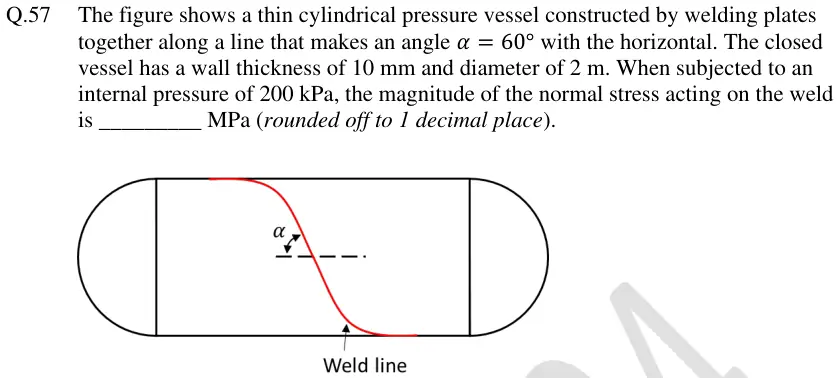 Q.57 The figure shows a thin cylindrical pressure vessel constructed by welding plates
together along a line that makes an angle α = 60° with the horizontal. The closed
vessel has a wall thickness of 10 mm and diameter of 2 m. When subjected to an
internal pressure of 200 kPa, the magnitude of the normal stress acting on the weld
is _________ MPa (rounded off to 1 decimal place).
α
Weld line